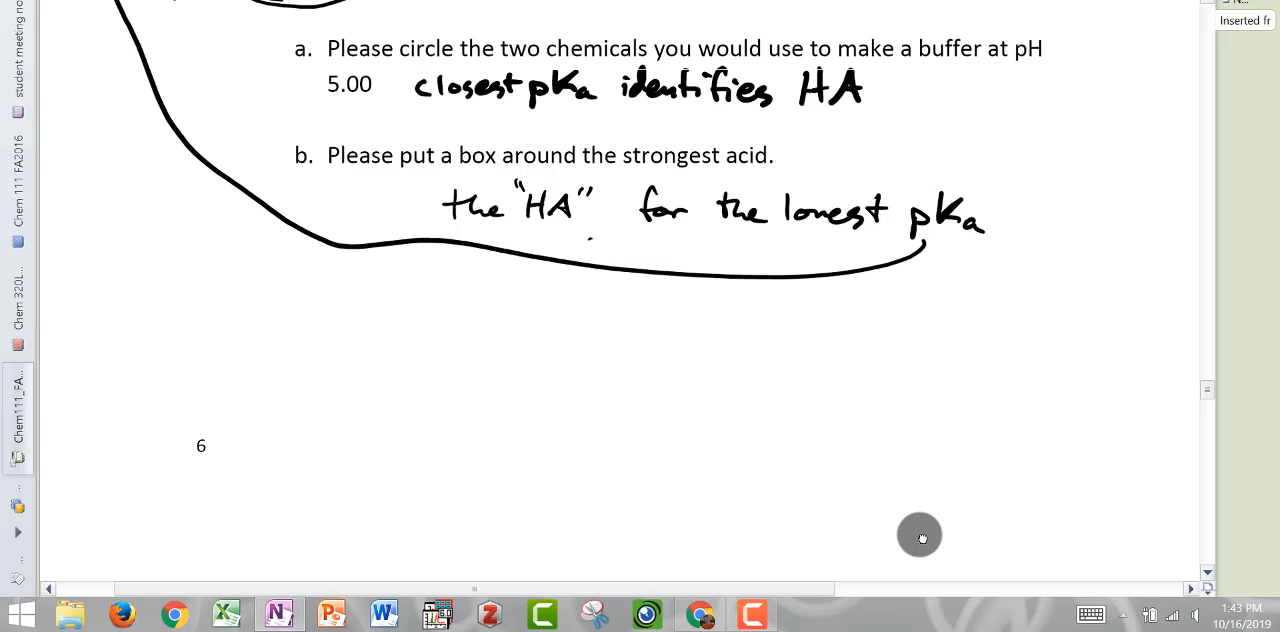 N...
Inserted fr
student meeting no
Chem 111 FA2016
Chem 320L
Chem111_FA...
a. Please circle the two chemicals you would use to make a buffer at pH
5.00 closest pKa identifies HA
b. Please put a box around the strongest acid.
the "HA" for the lowest pKa
6
1:43 PM
10/16/2019